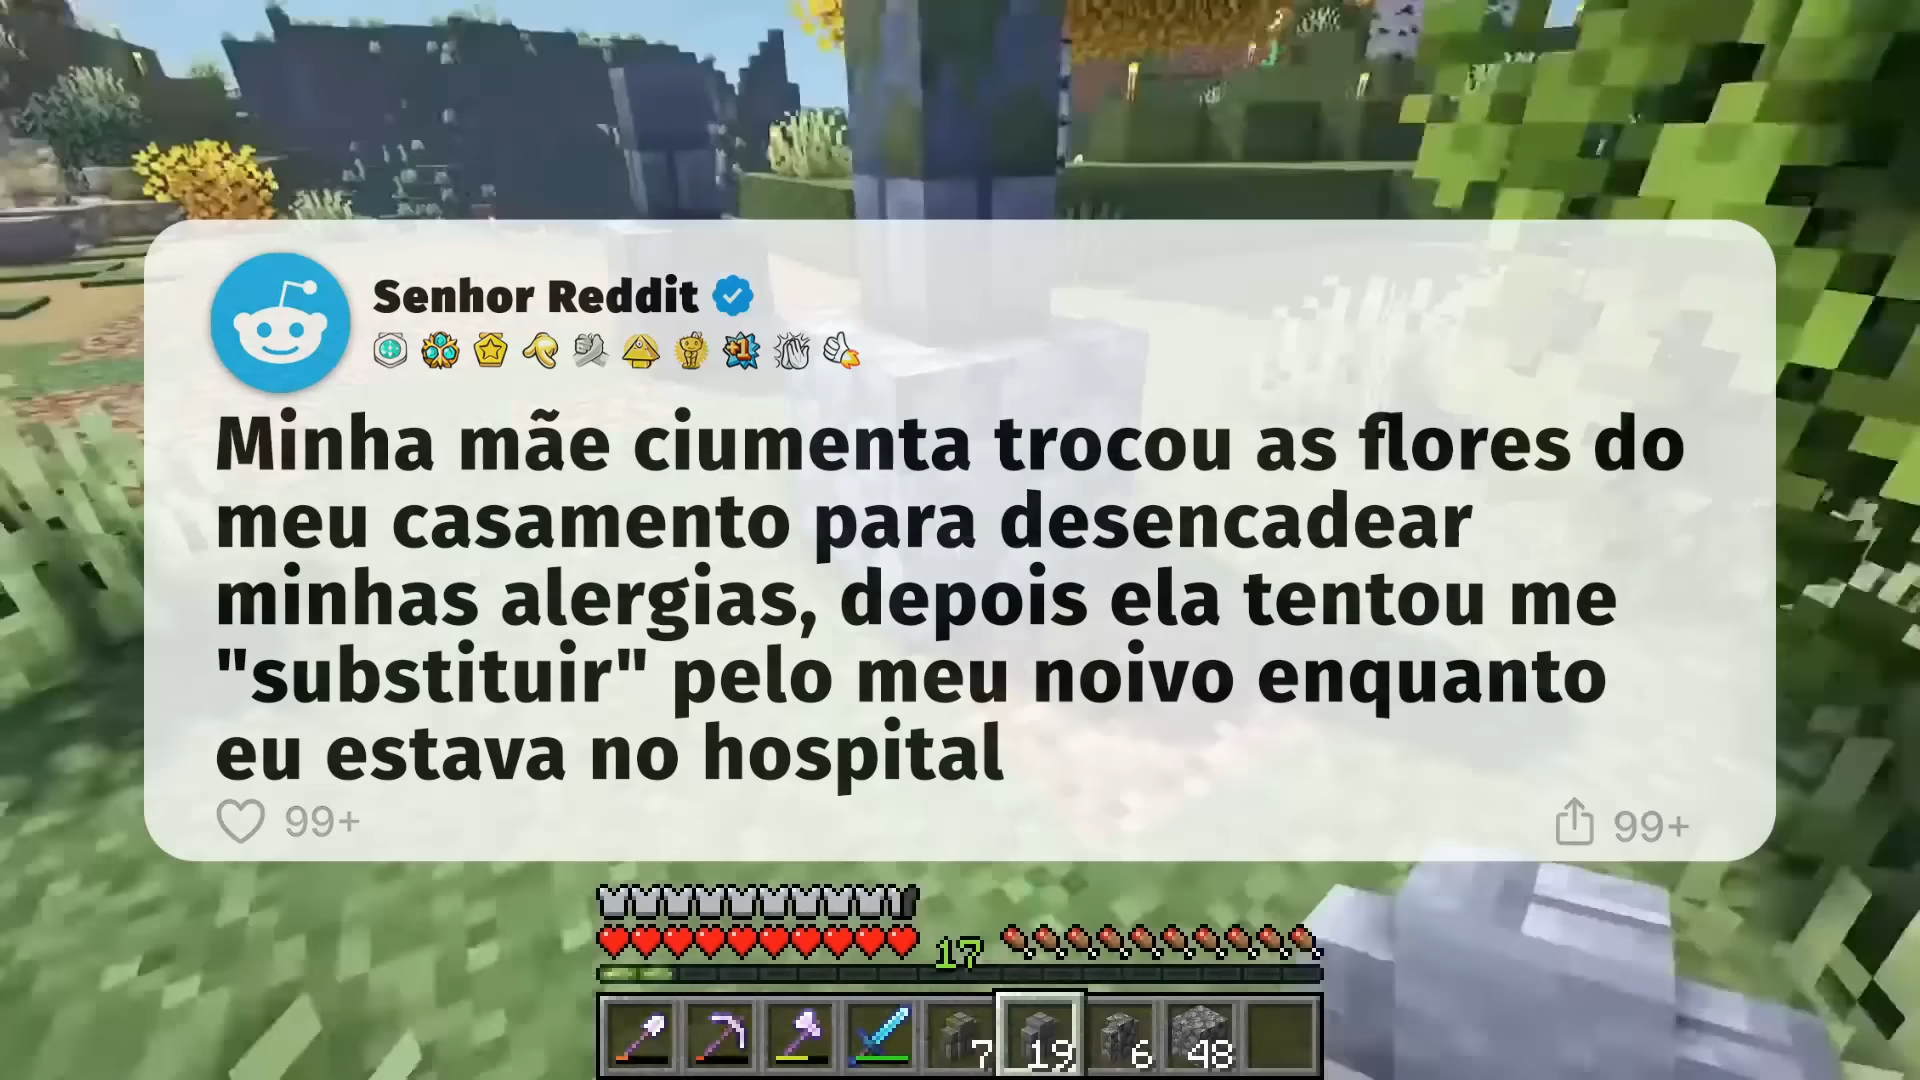 Senhor Reddit
+1
Minha mãe ciumenta trocou as flores do
meu casamento para desencadear
minhas alergias, depois ela tentou me
"substituir" pelo meu noivo enquanto
eu estava no hospital
99+ 99+
17
7 19 6 48